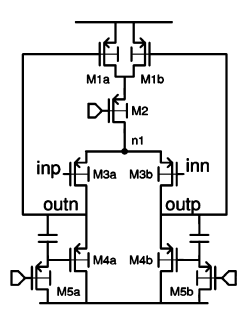 M1a M1b
M2
n1
inp inn
M3a M3b
outn outp
M4a M4b
M5a M5b